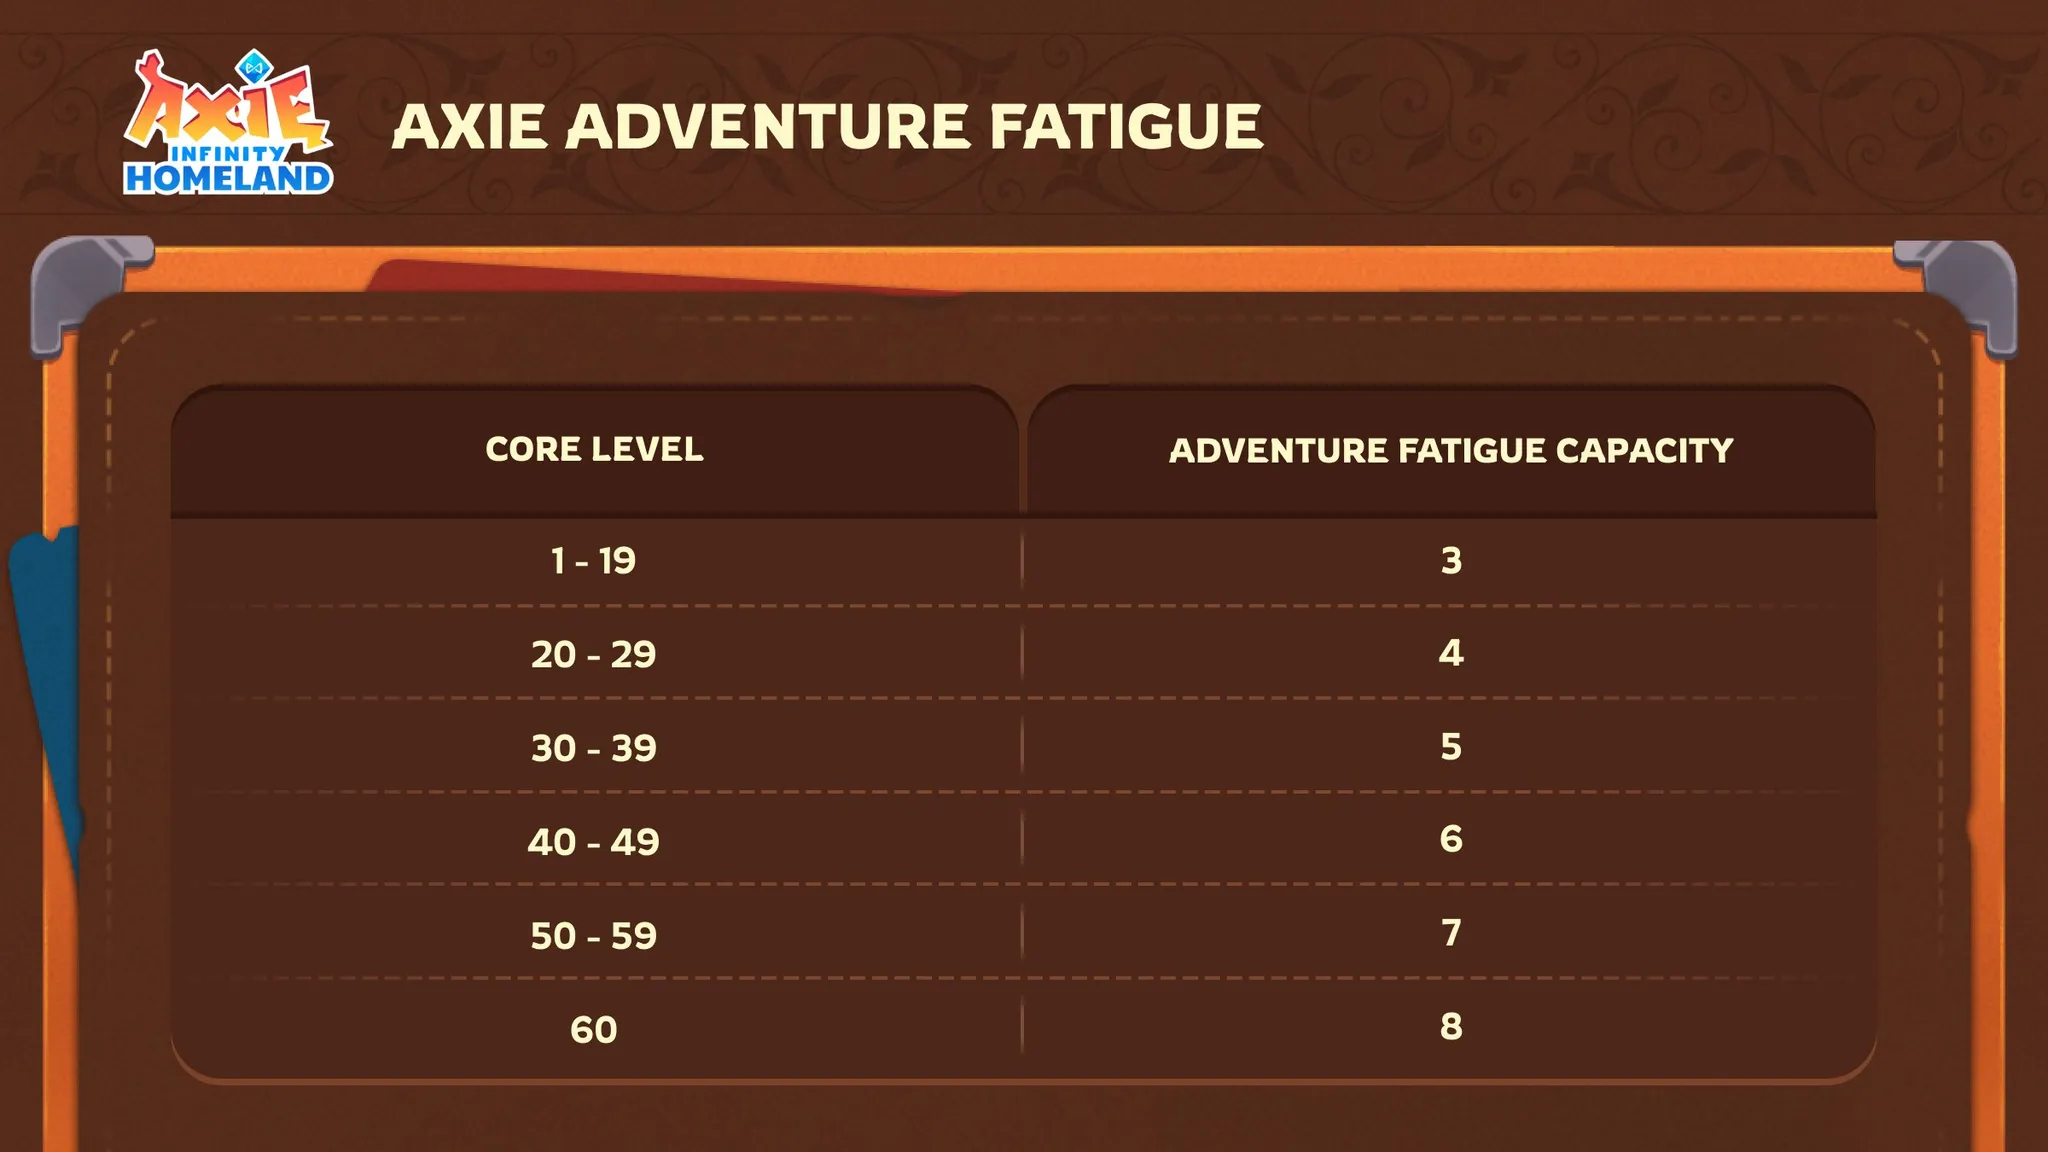 AXIE
INFINITY
HOMELAND
AXIE ADVENTURE FATIGUE
CORE LEVEL ADVENTURE FATIGUE CAPACITY
1 - 19 3
20 - 29 4
30 - 39 5
40 - 49 6
50 - 59 7
60 8